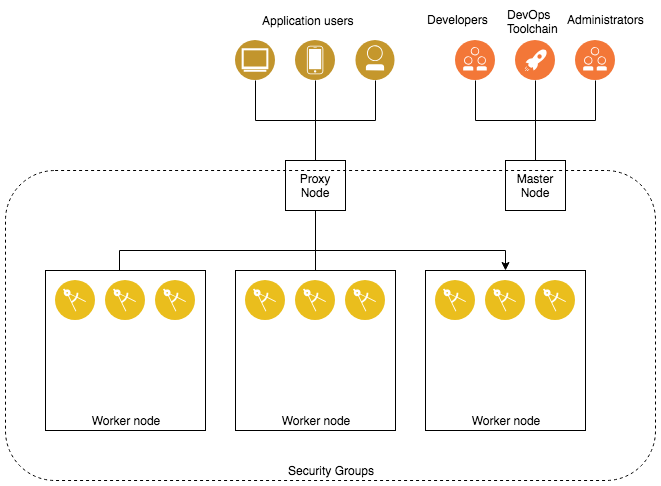 Application users
Developers
DevOps
Toolchain
Administrators
Proxy
Node
Master
Node
Worker node
Worker node
Worker node
Security Groups